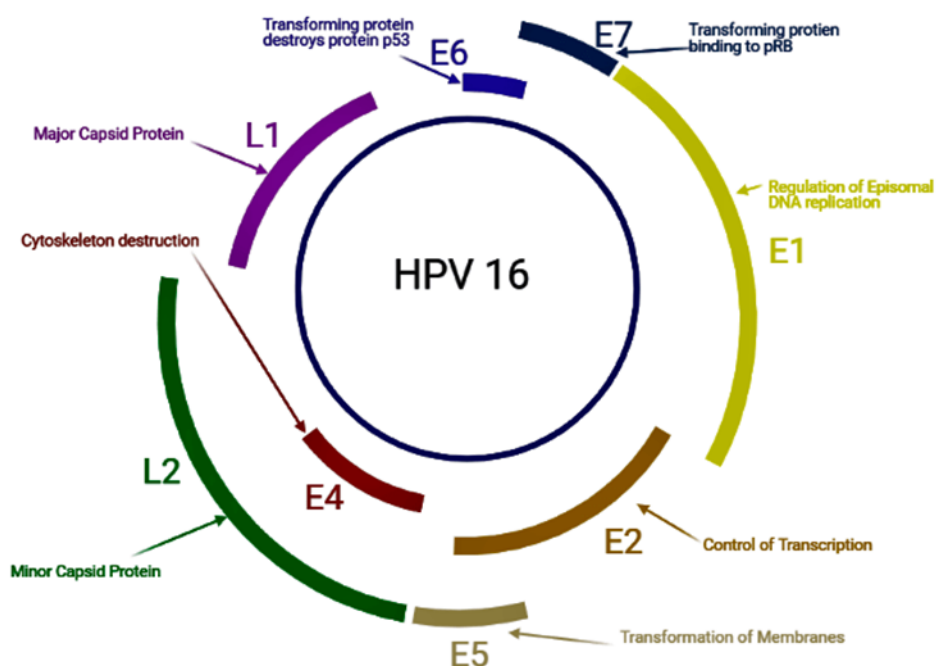 Transforming protein
destroys protein p53
E6
E7
Transforming protien
binding to pRB
L1
Major Capsid Protein
Regulation of Episomal
DNA replication
E1
Cytoskeleton destruction
HPV 16
L2
E4
E2
Control of Transcription
Minor Capsid Protein
E5
Transformation of Membranes